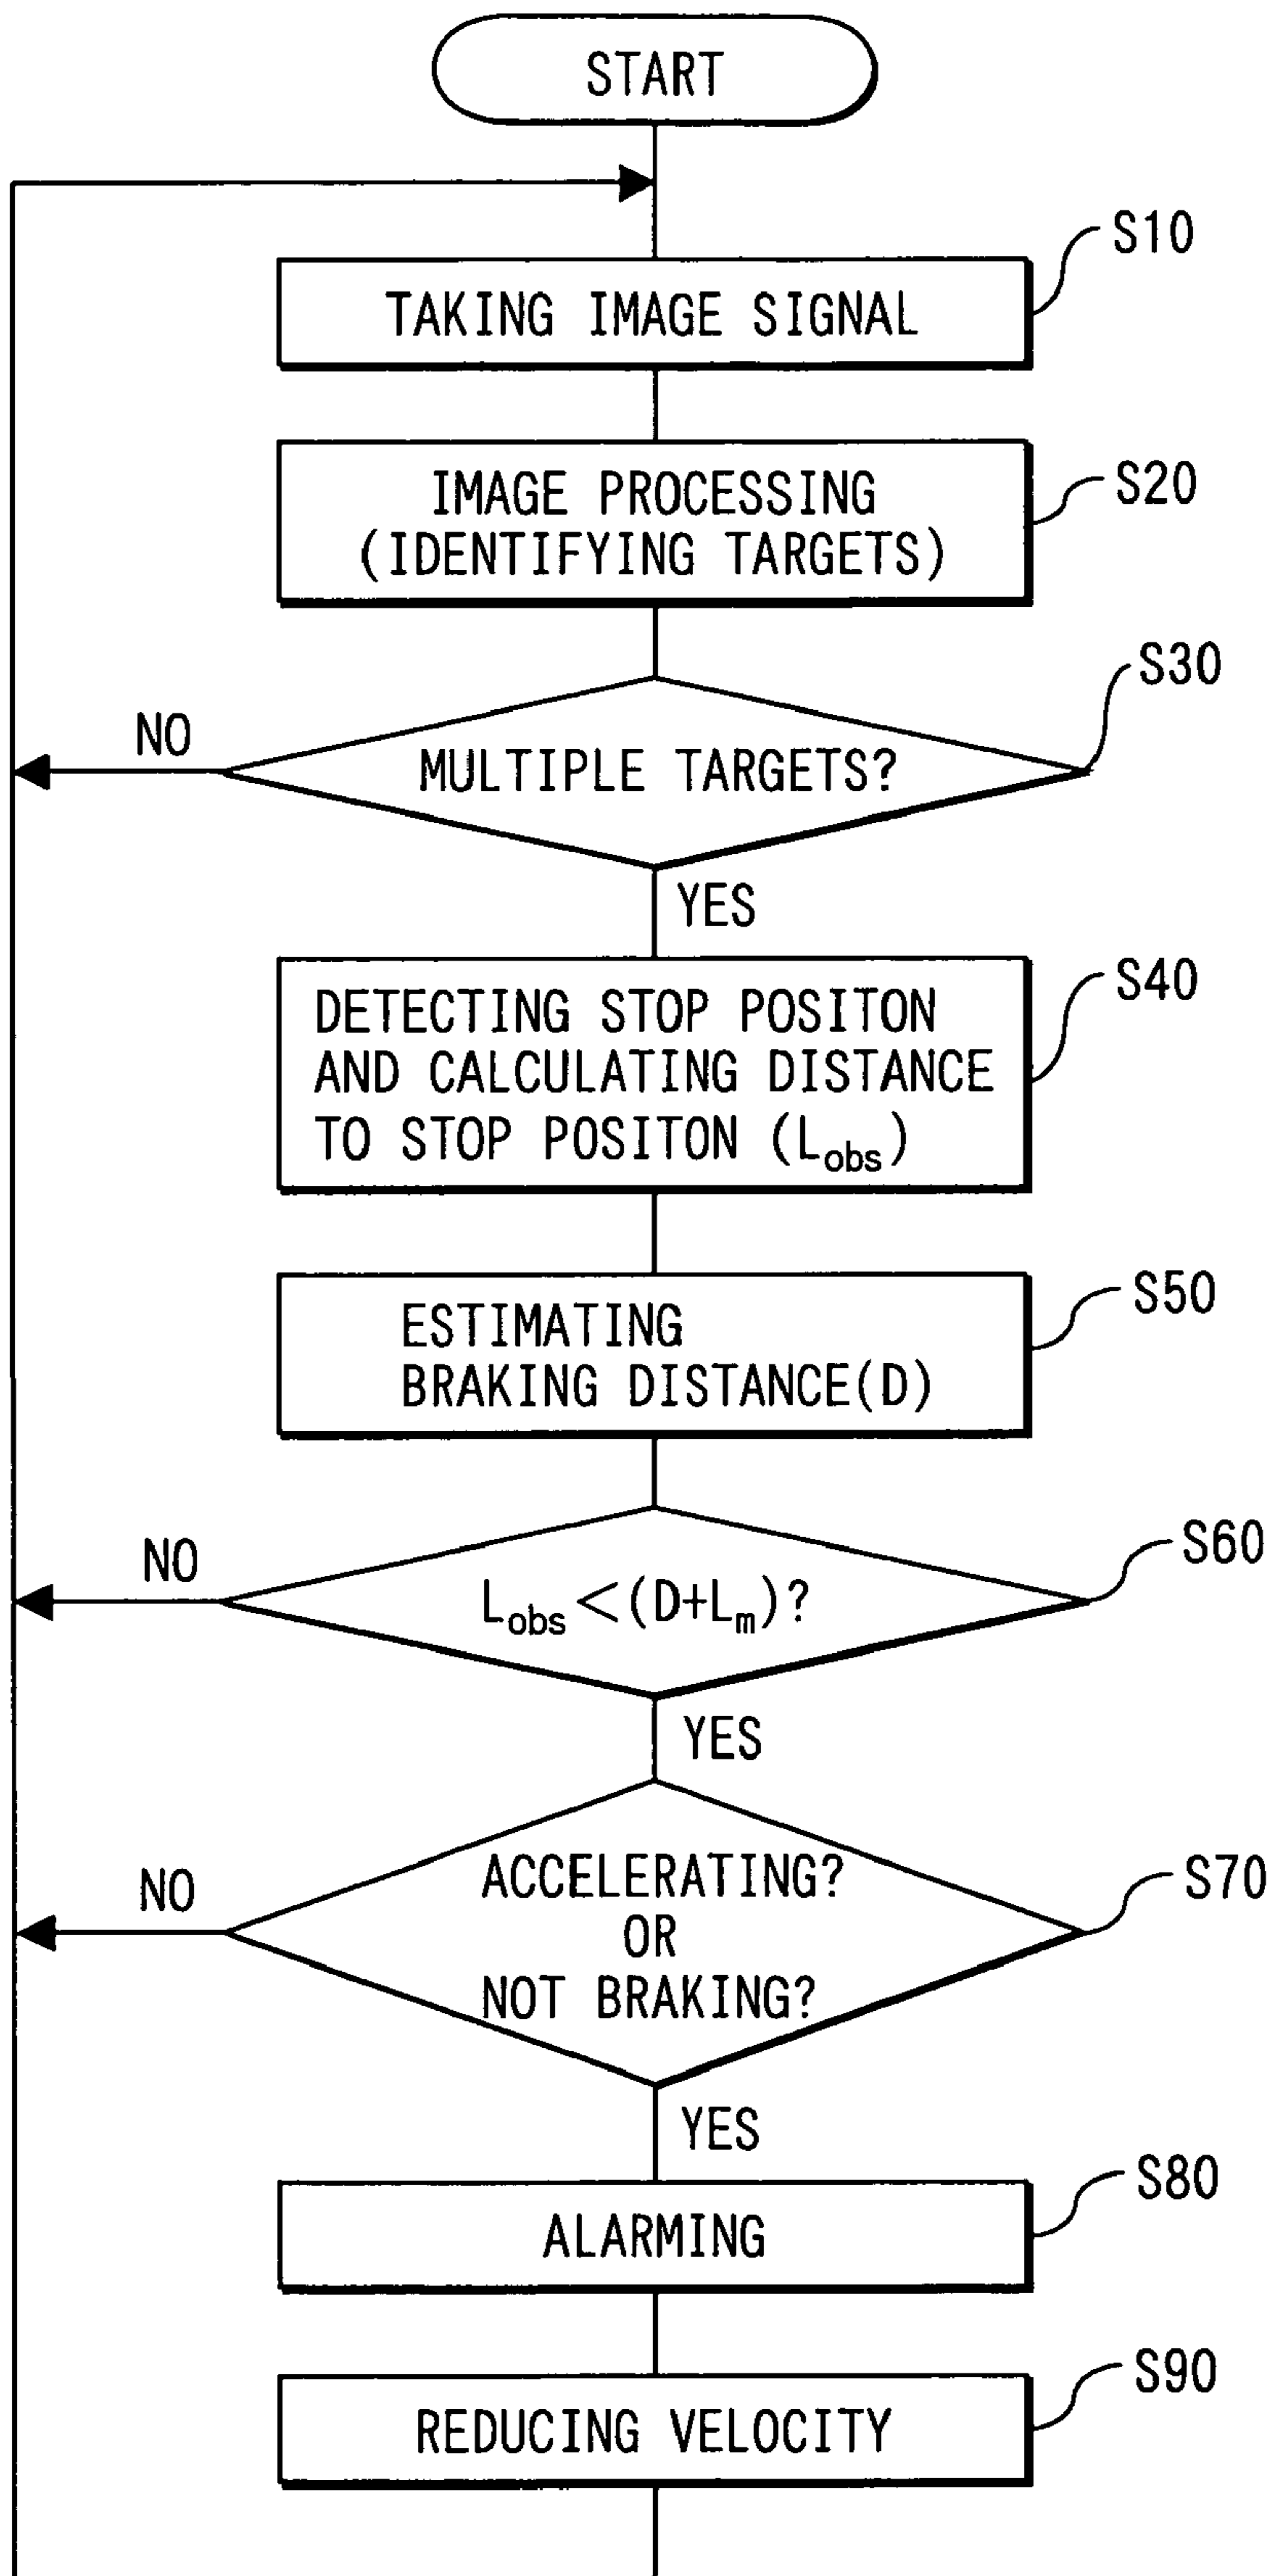 START
S10
TAKING IMAGE SIGNAL
S20
IMAGE PROCESSING
(IDENTIFYING TARGETS)
S30
NO
MULTIPLE TARGETS?
YES
S40
DETECTING STOP POSITON
AND CALCULATING DISTANCE
TO STOP POSITON (Lobs)
S50
ESTIMATING
BRAKING DISTANCE(D)
S60
NO
Lobs<(D+Lm)?
YES
S70
NO
ACCELERATING?
OR
NOT BRAKING?
YES
S80
ALARMING
S90
REDUCING VELOCITY